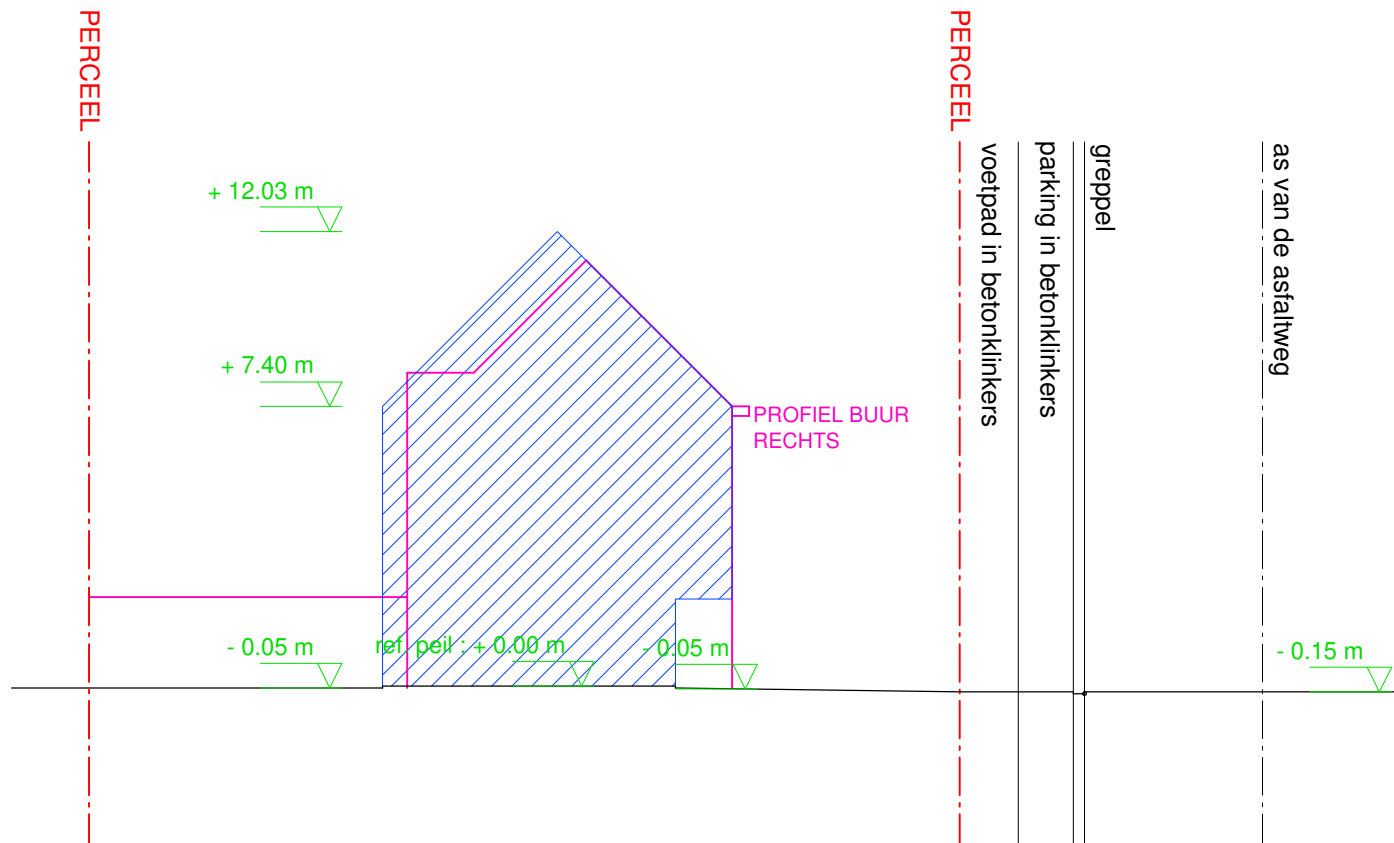 PERCEEL
PERCEEL
voetpad in betonklinkers
parking in betonklinkers
greppel
as van de asfaltweg
+ 12.03 m
+ 7.40 m
PROFIEL BUUR
RECHTS
- 0.05 m
ref. peil : + 0.00 m
- 0.05 m
- 0.15 m